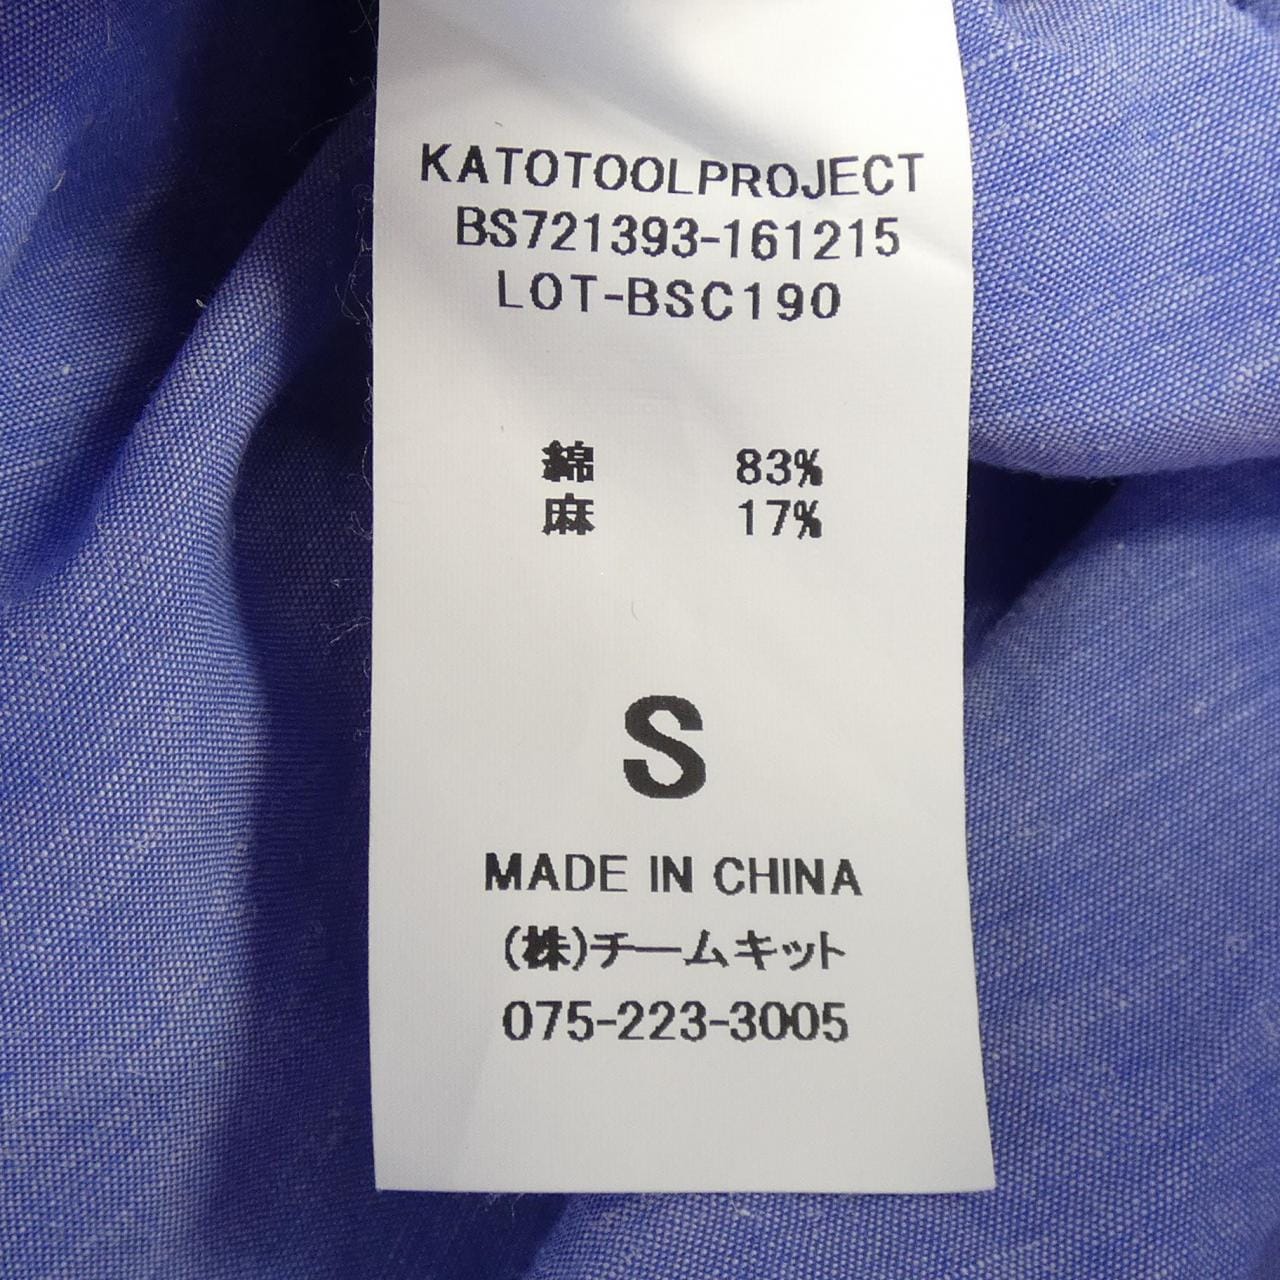 KATOTOOLPROJECT
BS721393-161215
LOT-BSC190
綿 83%
麻 17%
S
MADE IN CHINA
(株)チームキット
075-223-3005